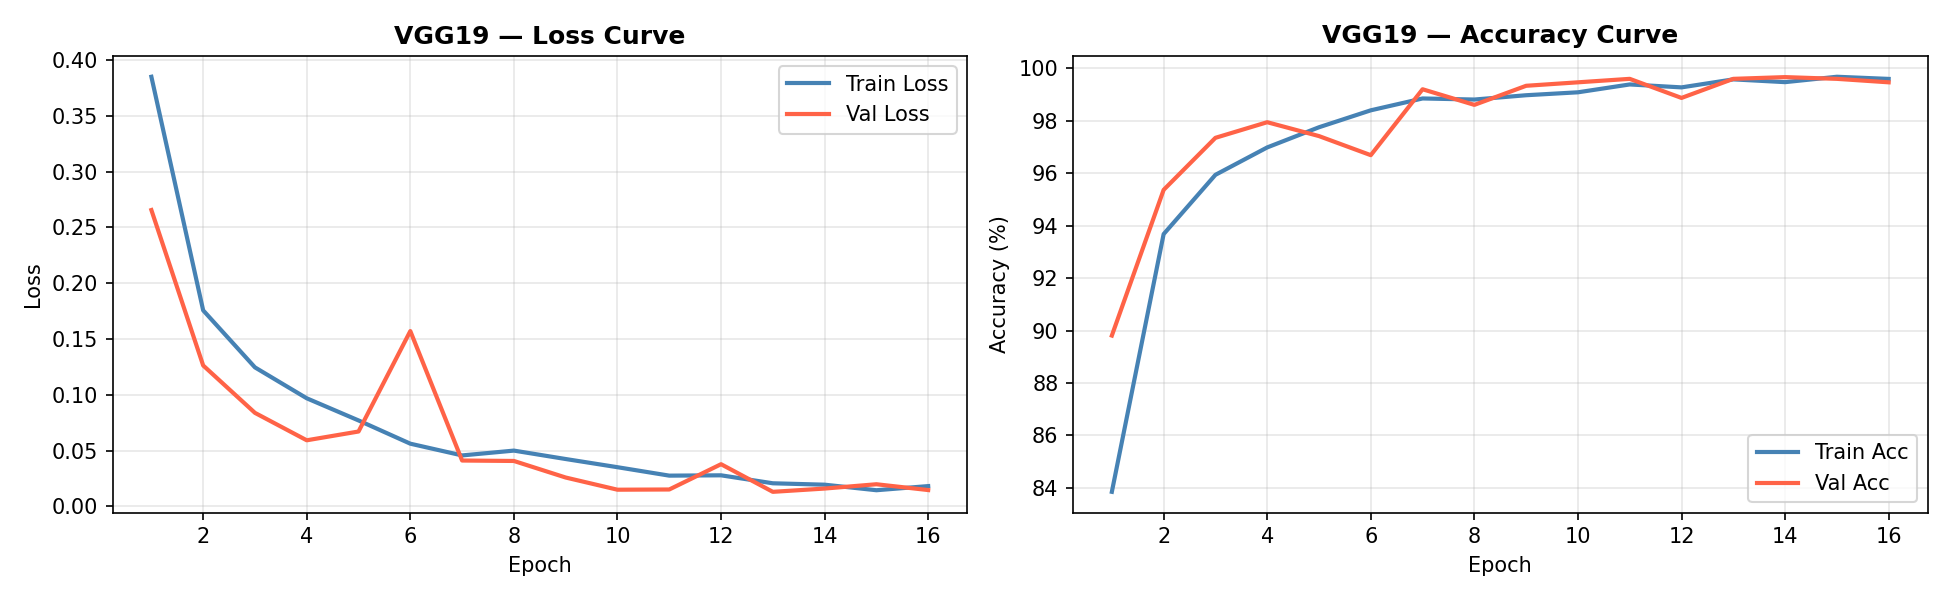 VGG19 — Loss Curve
0.40
0.35
0.30
0.25
0.20
0.15
0.10
0.05
0.00
Loss
2 4 6 8 10 12 14 16
Epoch
Train Loss
Val Loss
VGG19 — Accuracy Curve
100
98
96
94
92
90
88
86
84
Accuracy (%)
2 4 6 8 10 12 14 16
Epoch
Train Acc
Val Acc